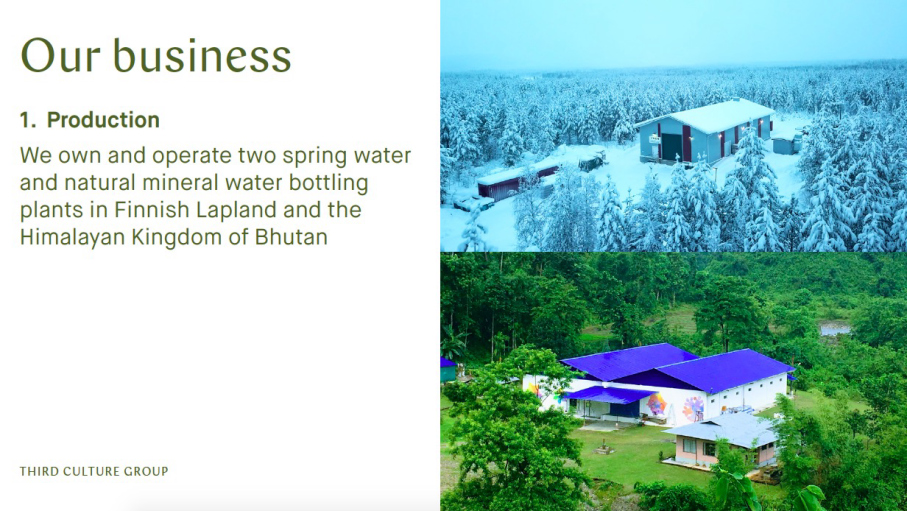 Our business
1. Production
We own and operate two spring water
and natural mineral water bottling
plants in Finnish Lapland and the
Himalayan Kingdom of Bhutan
THIRD CULTURE GROUP